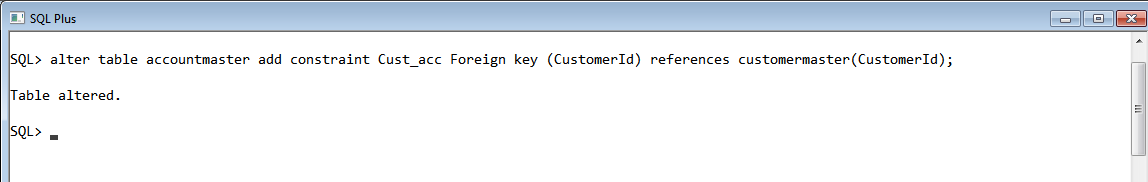 SQL Plus
SQL> alter table accountmaster add constraint Cust_acc Foreign key (CustomerId) references customermaster(CustomerId);
Table altered.
SQL>